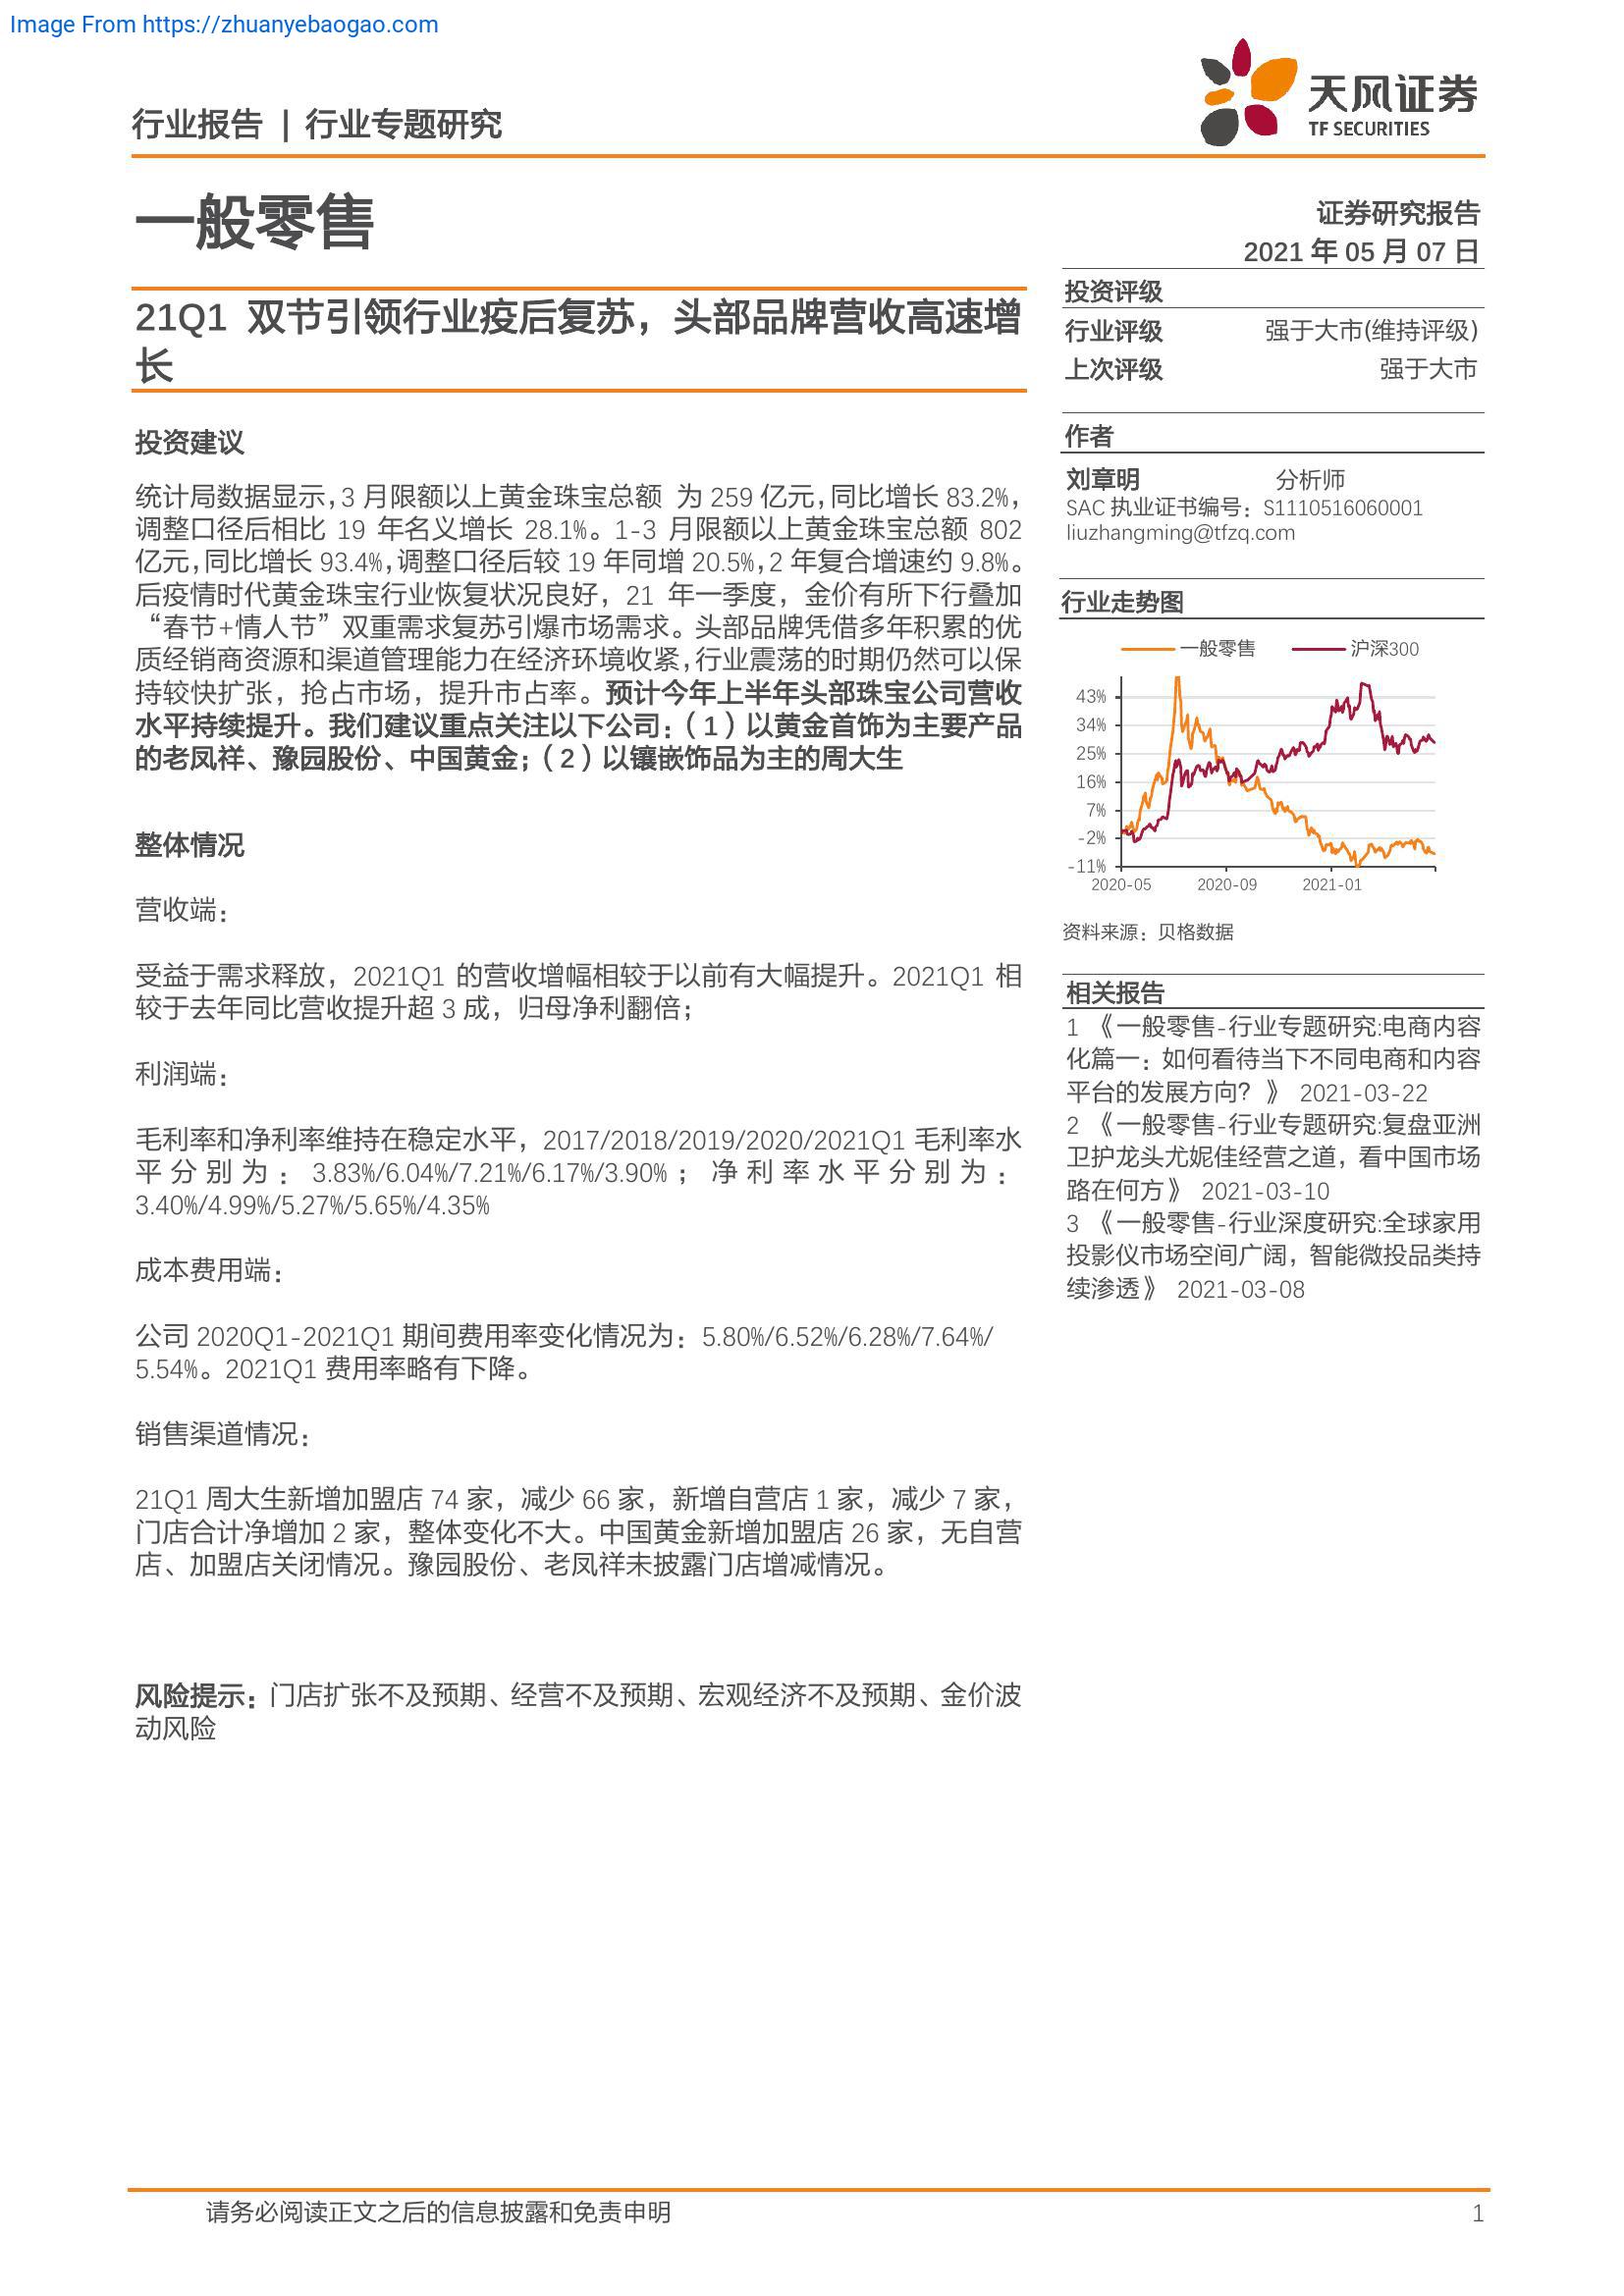 Image From https://zhuanyebaogao.com
行业报告 | 行业专题研究
天风证券
TF SECURITIES
一般零售
证券研究报告
2021 年 05 月 07 日
21Q1 双节引领行业疫后复苏，头部品牌营收高速增
长
投资建议
统计局数据显示，3 月限额以上黄金珠宝总额 为 259 亿元，同比增长 83.2%，
调整口径后相比 19 年名义增长 28.1%。1-3 月限额以上黄金珠宝总额 802
亿元，同比增长 93.4%，调整口径后较 19 年同增 20.5%，2 年复合增速约 9.8%。
后疫情时代黄金珠宝行业恢复状况良好，21 年一季度，金价有所下行叠加
“春节+情人节”双重需求复苏引爆市场需求。头部品牌凭借多年积累的优
质经销商资源和渠道管理能力在经济环境收紧，行业震荡的时期仍然可以保
持较快扩张，抢占市场，提升市占率。预计今年上半年头部珠宝公司营收
水平持续提升。我们建议重点关注以下公司：（1）以黄金首饰为主要产品
的老凤祥、豫园股份、中国黄金；（2）以镶嵌饰品为主的周大生
整体情况
营收端：
受益于需求释放，2021Q1 的营收增幅相较于以前有大幅提升。2021Q1 相
较于去年同比营收提升超 3 成，归母净利翻倍；
利润端：
毛利率和净利率维持在稳定水平，2017/2018/2019/2020/2021Q1 毛利率水
平分别为：3.83%/6.04%/7.21%/6.17%/3.90%；净利率水平分别为：
3.40%/4.99%/5.27%/5.65%/4.35%
成本费用端：
公司 2020Q1-2021Q1 期间费用率变化情况为：5.80%/6.52%/6.28%/7.64%/
5.54%。2021Q1 费用率略有下降。
销售渠道情况：
21Q1 周大生新增加盟店 74 家，减少 66 家，新增自营店 1 家，减少 7 家，
门店合计净增加 2 家，整体变化不大。中国黄金新增加盟店 26 家，无自营
店、加盟店关闭情况。豫园股份、老凤祥未披露门店增减情况。
风险提示：门店扩张不及预期、经营不及预期、宏观经济不及预期、金价波
动风险
投资评级
行业评级 强于大市(维持评级)
上次评级 强于大市
作者
刘章明 分析师
SAC 执业证书编号：S1110516060001
liuzhangming@tfzq.com
行业走势图
一般零售 沪深300
43%
34%
25%
16%
7%
-2%
-11%
2020-05 2020-09 2021-01
资料来源：贝格数据
相关报告
1 《一般零售-行业专题研究:电商内容
化篇一：如何看待当下不同电商和内容
平台的发展方向？》 2021-03-22
2 《一般零售-行业专题研究:复盘亚洲
卫护龙头尤妮佳经营之道，看中国市场
路在何方》 2021-03-10
3 《一般零售-行业深度研究:全球家用
投影仪市场空间广阔，智能微投品类持
续渗透》 2021-03-08
请务必阅读正文之后的信息披露和免责申明 1